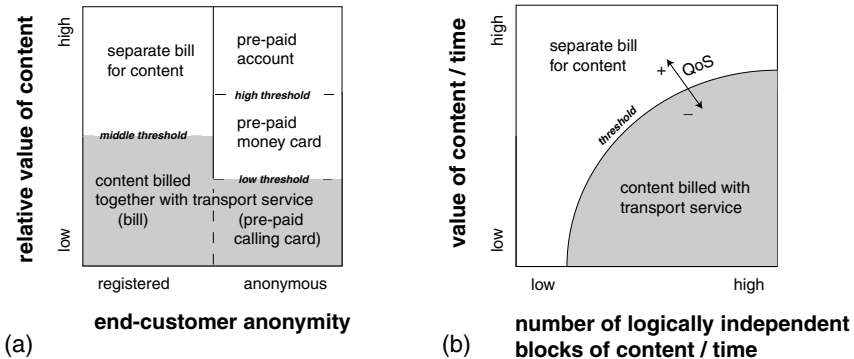 relative value of content
high
low
separate bill
for content
pre-paid
account
high threshold
middle threshold
pre-paid
money card
low threshold
content billed
together with transport service
(bill)
(pre-paid
calling card)
registered
anonymous
end-customer anonymity
(a)
value of content / time
high
low
separate bill
for content
+
QoS
–
threshold
content billed with
transport service
low
high
number of logically independent
blocks of content / time
(b)